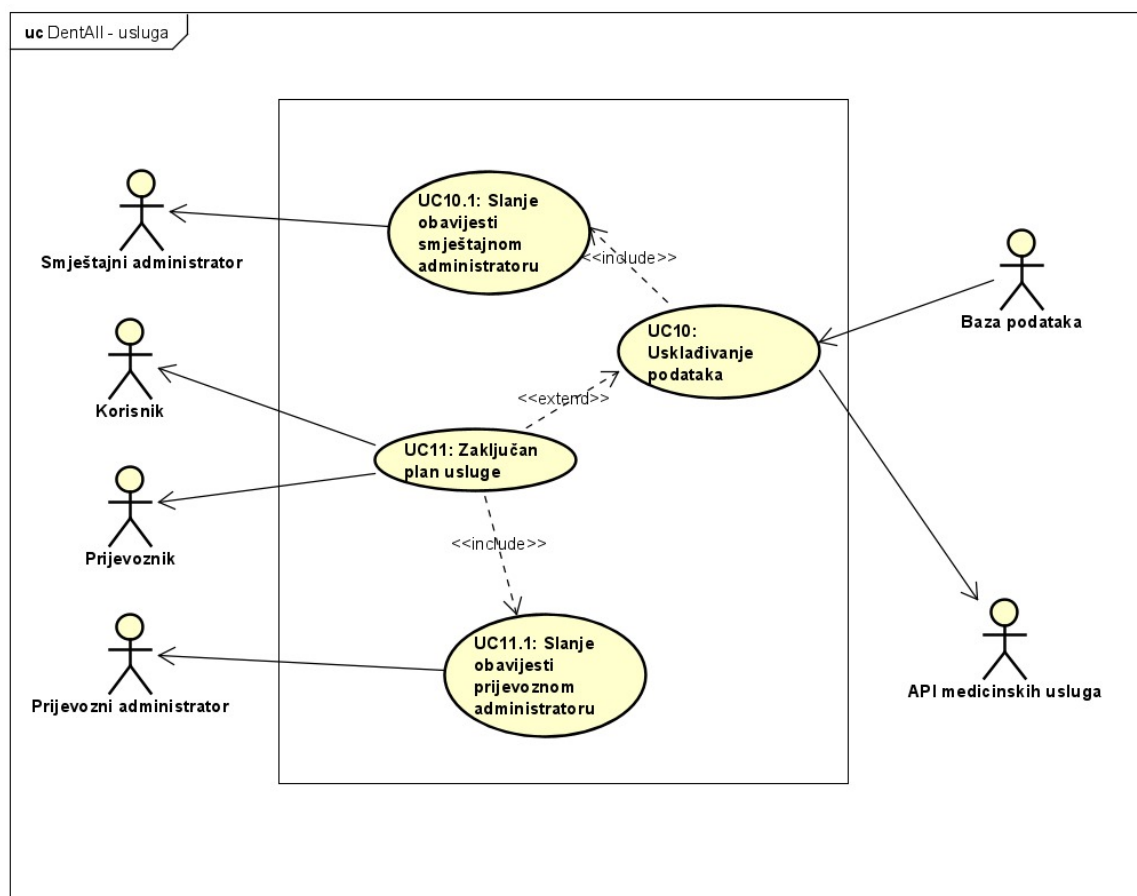 uc DentAll - usluga
UC10.1: Slanje
obavijesti
smještajnom
administratoru
Smještajni administrator
<<include>>
Baza podataka
UC10:
Usklađivanje
podataka
<<extend>>
Korisnik
UC11: Zaključan
plan usluge
Prijevoznik
<<include>>
UC11.1: Slanje
obavijesti
prijevoznom
administratoru
Prijevozni administrator
API medicinskih usluga